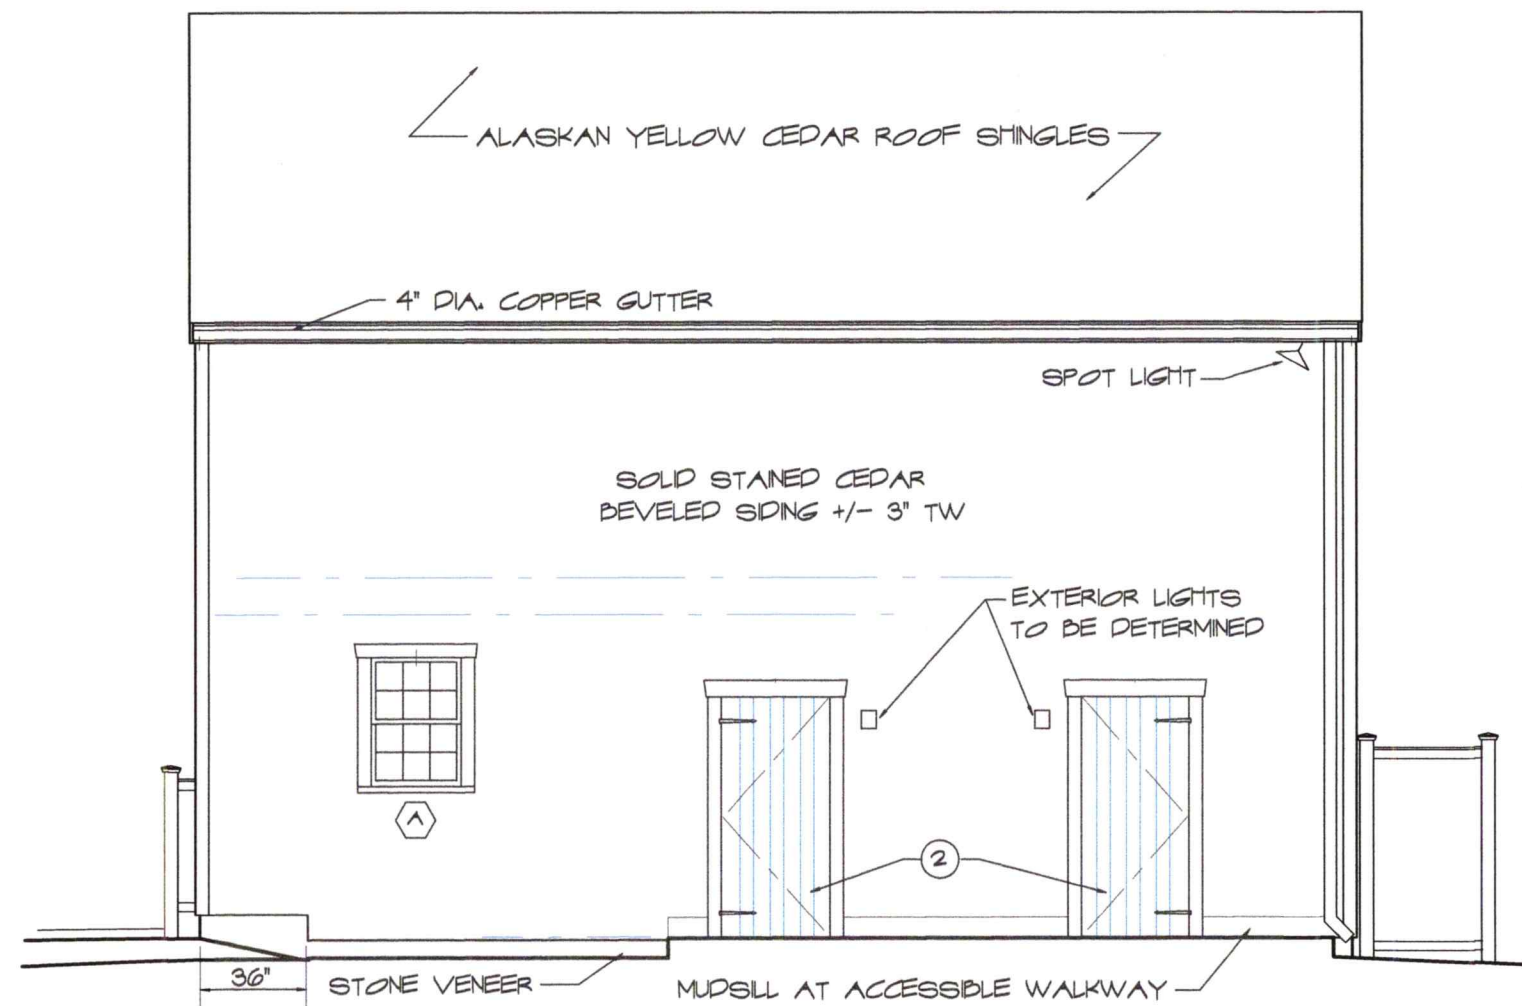 ALASKAN YELLOW CEDAR ROOF SHINGLES
4" DIA. COPPER GUTTER
SPOT LIGHT
SOLID STAINED CEDAR
BEVELED SIDING +/- 3" TW
EXTERIOR LIGHTS
TO BE DETERMINED
A
2
36"
STONE VENEER
MUDSILL AT ACCESSIBLE WALKWAY